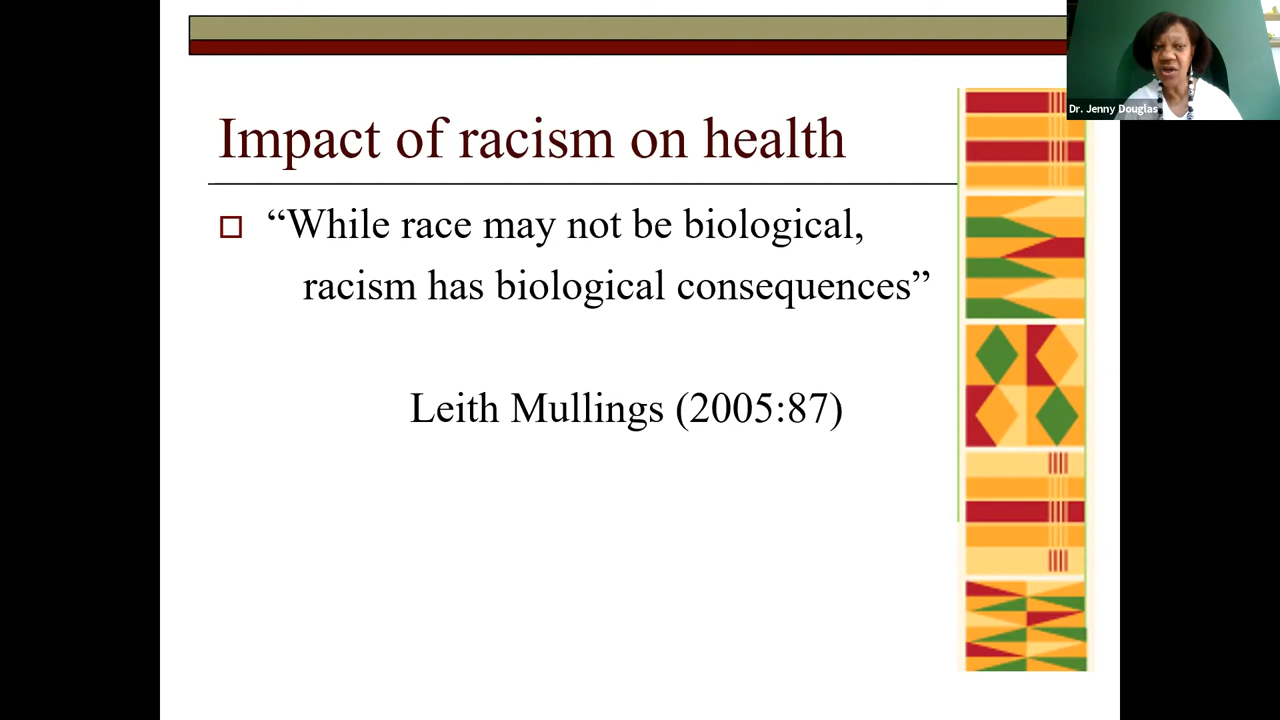 Dr. Jenny Douglas
Impact of racism on health
“While race may not be biological,
racism has biological consequences”
Leith Mullings (2005:87)